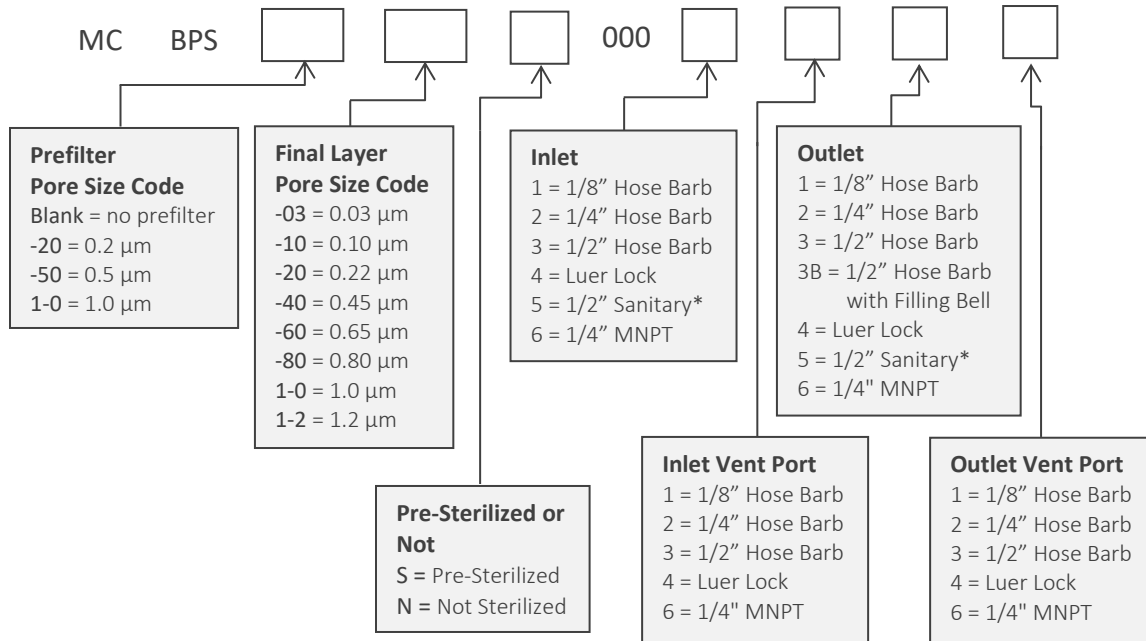 MC BPS 000
Prefilter
Pore Size Code
Blank = no prefilter
-20 = 0.2 µm
-50 = 0.5 µm
1-0 = 1.0 µm
Final Layer
Pore Size Code
-03 = 0.03 µm
-10 = 0.10 µm
-20 = 0.22 µm
-40 = 0.45 µm
-60 = 0.65 µm
-80 = 0.80 µm
1-0 = 1.0 µm
1-2 = 1.2 µm
Pre-Sterilized or
Not
S = Pre-Sterilized
N = Not Sterilized
Inlet
1 = 1/8” Hose Barb
2 = 1/4” Hose Barb
3 = 1/2” Hose Barb
4 = Luer Lock
5 = 1/2” Sanitary*
6 = 1/4” MNPT
Inlet Vent Port
1 = 1/8” Hose Barb
2 = 1/4” Hose Barb
3 = 1/2” Hose Barb
4 = Luer Lock
6 = 1/4" MNPT
Outlet
1 = 1/8” Hose Barb
2 = 1/4” Hose Barb
3 = 1/2” Hose Barb
3B = 1/2” Hose Barb
with Filling Bell
4 = Luer Lock
5 = 1/2” Sanitary*
6 = 1/4" MNPT
Outlet Vent Port
1 = 1/8” Hose Barb
2 = 1/4” Hose Barb
3 = 1/2” Hose Barb
4 = Luer Lock
6 = 1/4" MNPT